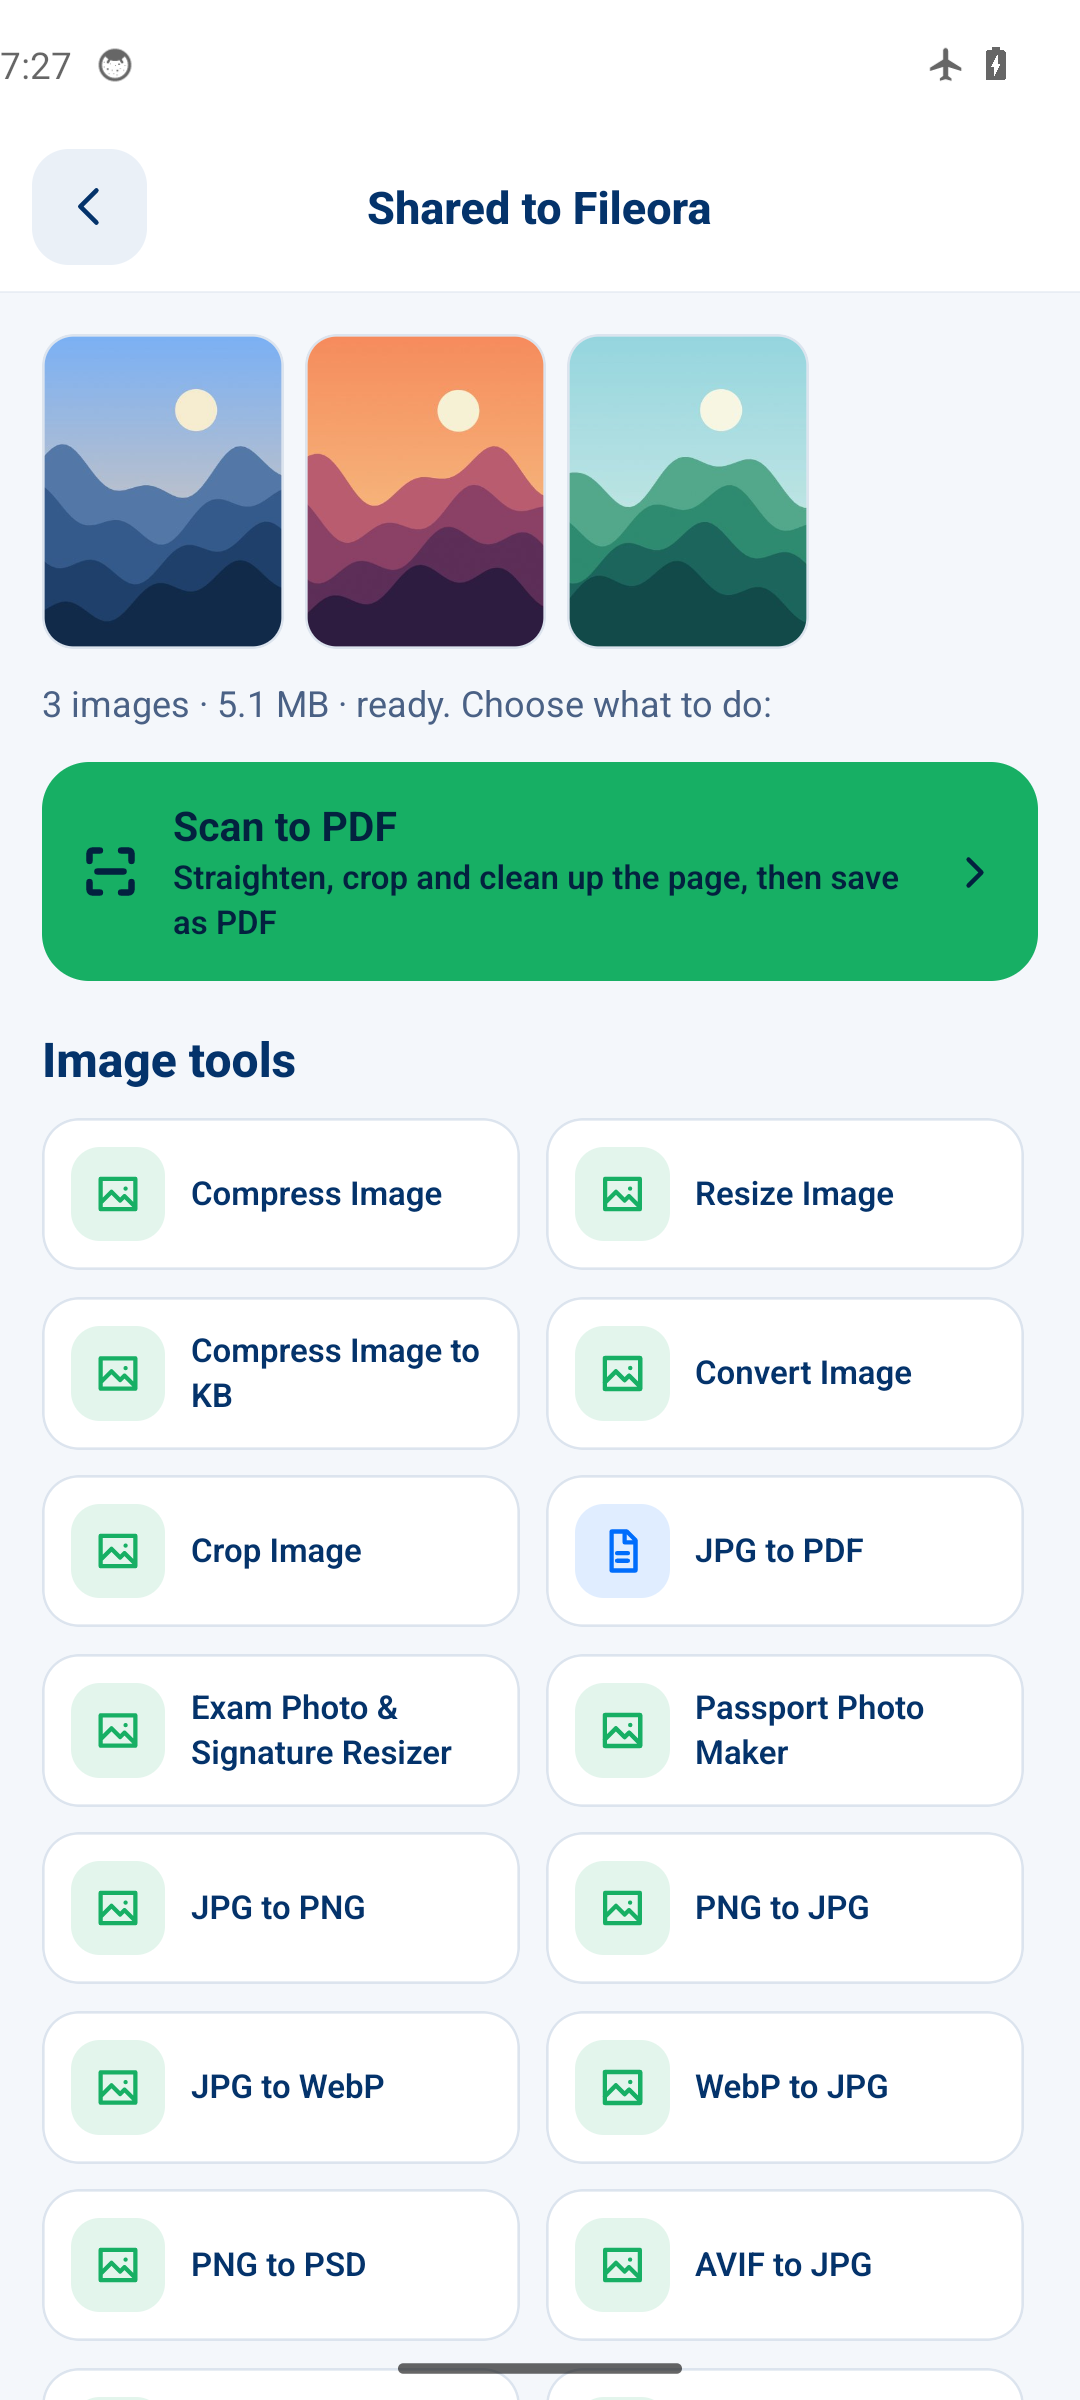 7:27
Shared to Fileora
3 images · 5.1 MB · ready. Choose what to do:
Scan to PDF
Straighten, crop and clean up the page, then save
as PDF
Image tools
Compress Image
Resize Image
Compress Image to
KB
Convert Image
Crop Image
JPG to PDF
Exam Photo &
Signature Resizer
Passport Photo
Maker
JPG to PNG
PNG to JPG
JPG to WebP
WebP to JPG
PNG to PSD
AVIF to JPG